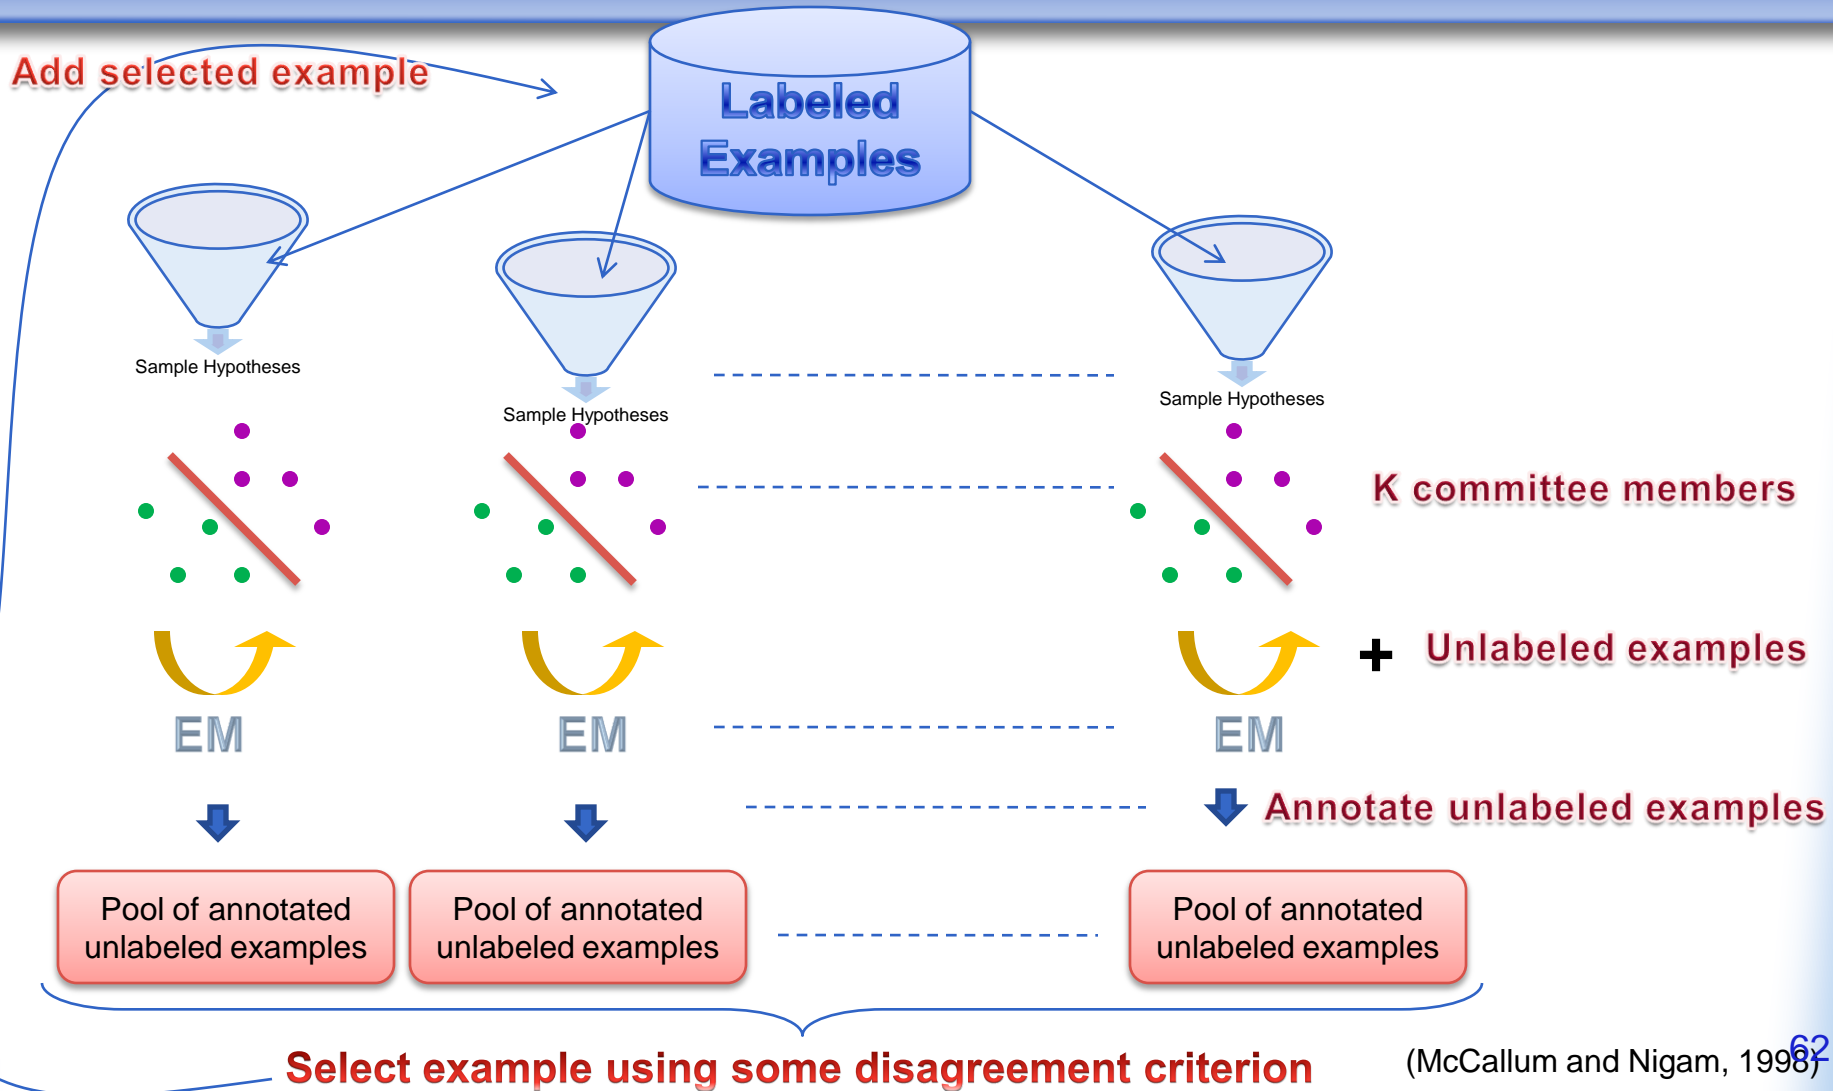 Add selected example
Labeled
Examples
Sample Hypotheses
Sample Hypotheses
Sample Hypotheses
K committee members
+ Unlabeled examples
EM
EM
EM
Annotate unlabeled examples
Pool of annotated
unlabeled examples
Pool of annotated
unlabeled examples
Pool of annotated
unlabeled examples
Select example using some disagreement criterion
(McCallum and Nigam, 1998)
62